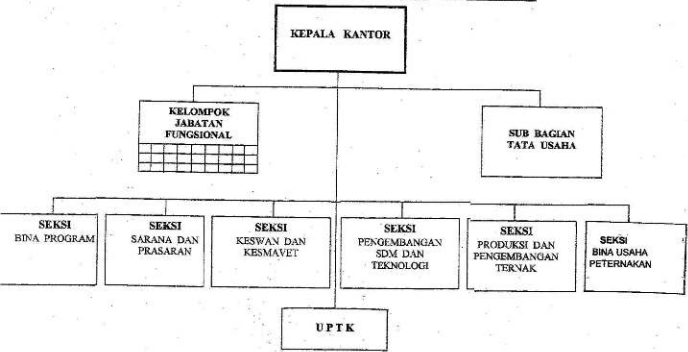 KEPALA KANTOR
KELOMPOK
JABATAN
FUNGSIONAL
SUB BAGIAN
TATA USAHA
SEKSI
BINA PROGRAM
SEKSI
SARANA DAN
PRASARAN
SEKSI
KESWAN DAN
KESMAVET
SEKSI
PENGEMBANGAN
SDM DAN
TEKNOLOGI
SEKSI
PRODUKSI DAN
PENGEMBANGAN
TERNAK
SEKSI
BINA USAHA
PETERNAKAN
UPTK